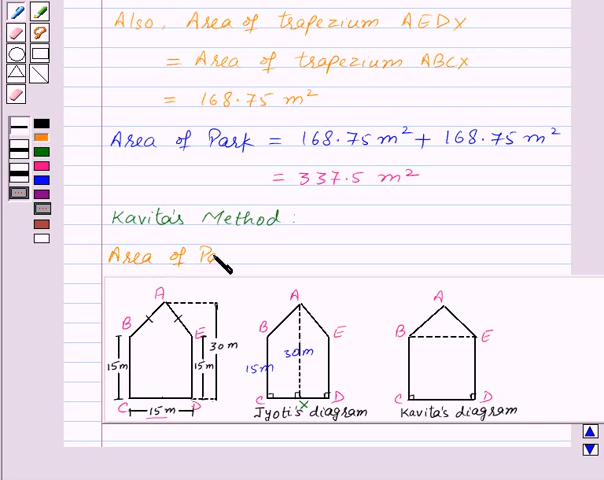 Also, Area of trapezium AEDX
= Area of trapezium ABCX
= 168.75 m²
Area of Park = 168.75 m² + 168.75 m²
= 337.5 m²
Kavita's Method :
Area of Pa
A
B
E
30 m
15m
15m
C
15 m
D
A
B
E
15m
30m
C
X
D
Jyoti's diagram
A
B
E
C
D
Kavita's diagram